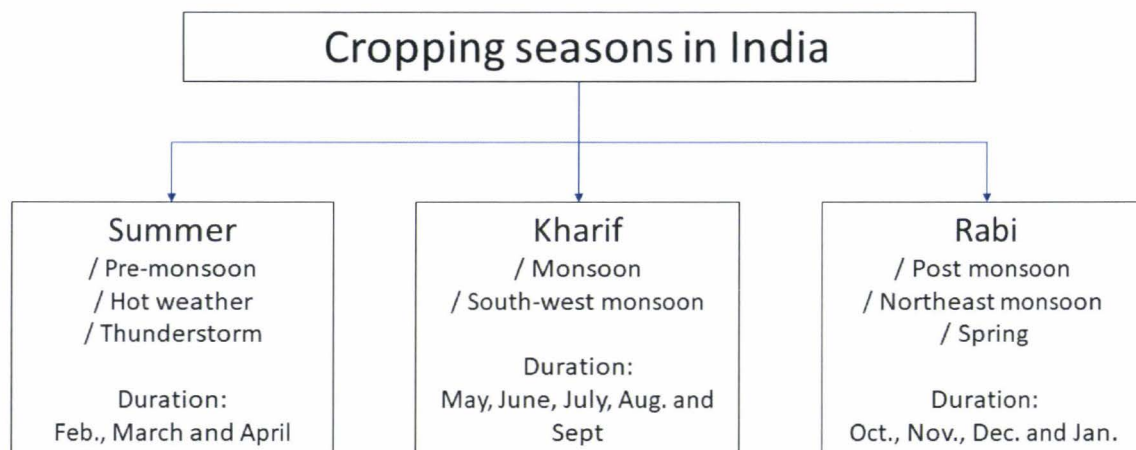 Cropping seasons in India
Summer
/ Pre-monsoon
/ Hot weather
/ Thunderstorm
Duration:
Feb., March and April
Kharif
/ Monsoon
/ South-west monsoon
Duration:
May, June, July, Aug. and
Sept
Rabi
/ Post monsoon
/ Northeast monsoon
/ Spring
Duration:
Oct., Nov., Dec. and Jan.